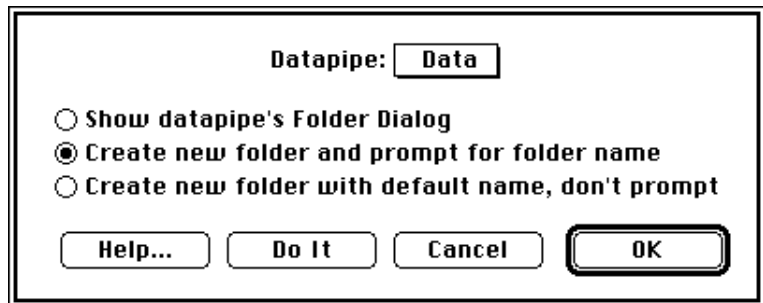 Datapipe: Data
Show datapipe's Folder Dialog
Create new folder and prompt for folder name
Create new folder with default name, don't prompt
Help... Do It Cancel OK